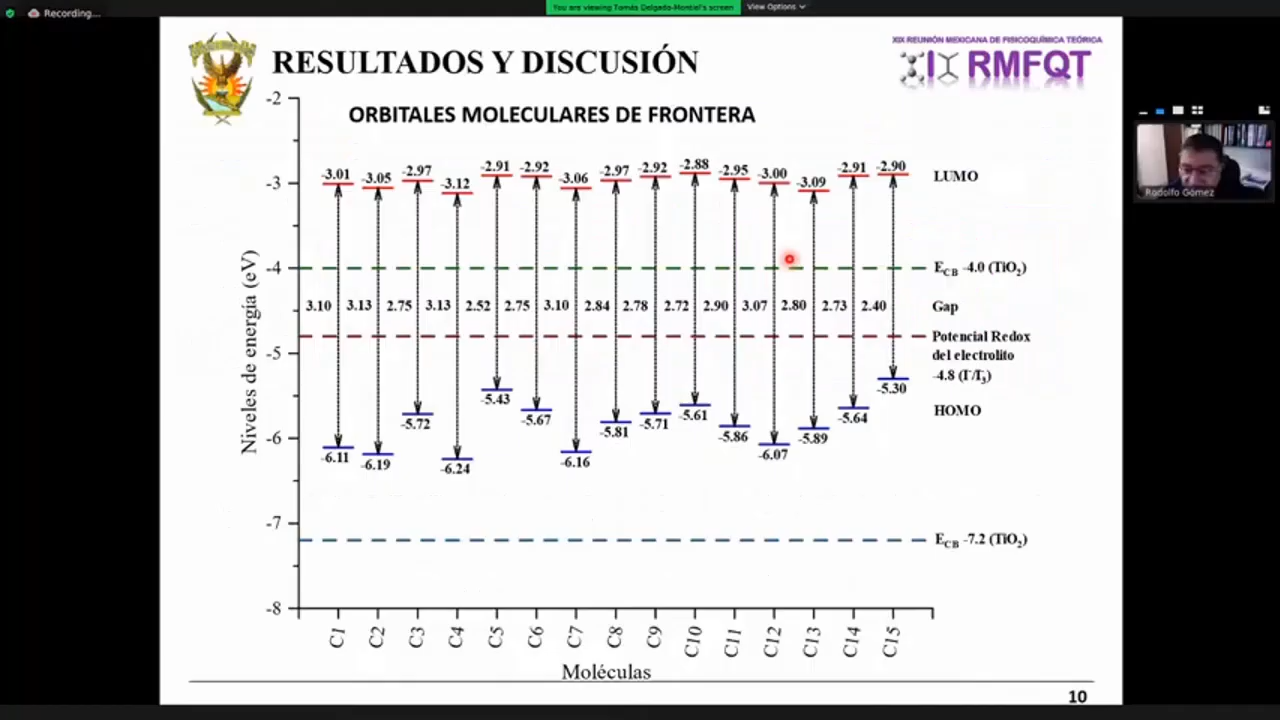 Recording...
You are viewing Tomás Delgado-Montiel's screen
View Options
RESULTADOS Y DISCUSIÓN
XIX REUNIÓN MEXICANA DE FISICOQUÍMICA TEÓRICA
XIX RMFQT
ORBITALES MOLECULARES DE FRONTERA
Niveles de energía (eV)
-2
-3
-4
-5
-6
-7
-8
-3.01 -3.05 -2.97 -3.12 -2.91 -2.92 -3.06 -2.97 -2.92 -2.88 -2.95 -3.00 -3.09 -2.91 -2.90
LUMO
E_CB -4.0 (TiO₂)
3.10 3.13 2.75 3.13 2.52 2.75 3.10 2.84 2.78 2.72 2.90 3.07 2.80 2.73 2.40
Gap
Potencial Redox
del electrolito
-4.8 (I⁻/I⁻₃)
-6.11 -6.19 -5.72 -6.24 -5.43 -5.67 -6.16 -5.81 -5.71 -5.61 -5.86 -6.07 -5.89 -5.64 -5.30
HOMO
E_CB -7.2 (TiO₂)
C1 C2 C3 C4 C5 C6 C7 C8 C9 C10 C11 C12 C13 C14 C15
Moléculas
10
Rodolfo Gómez